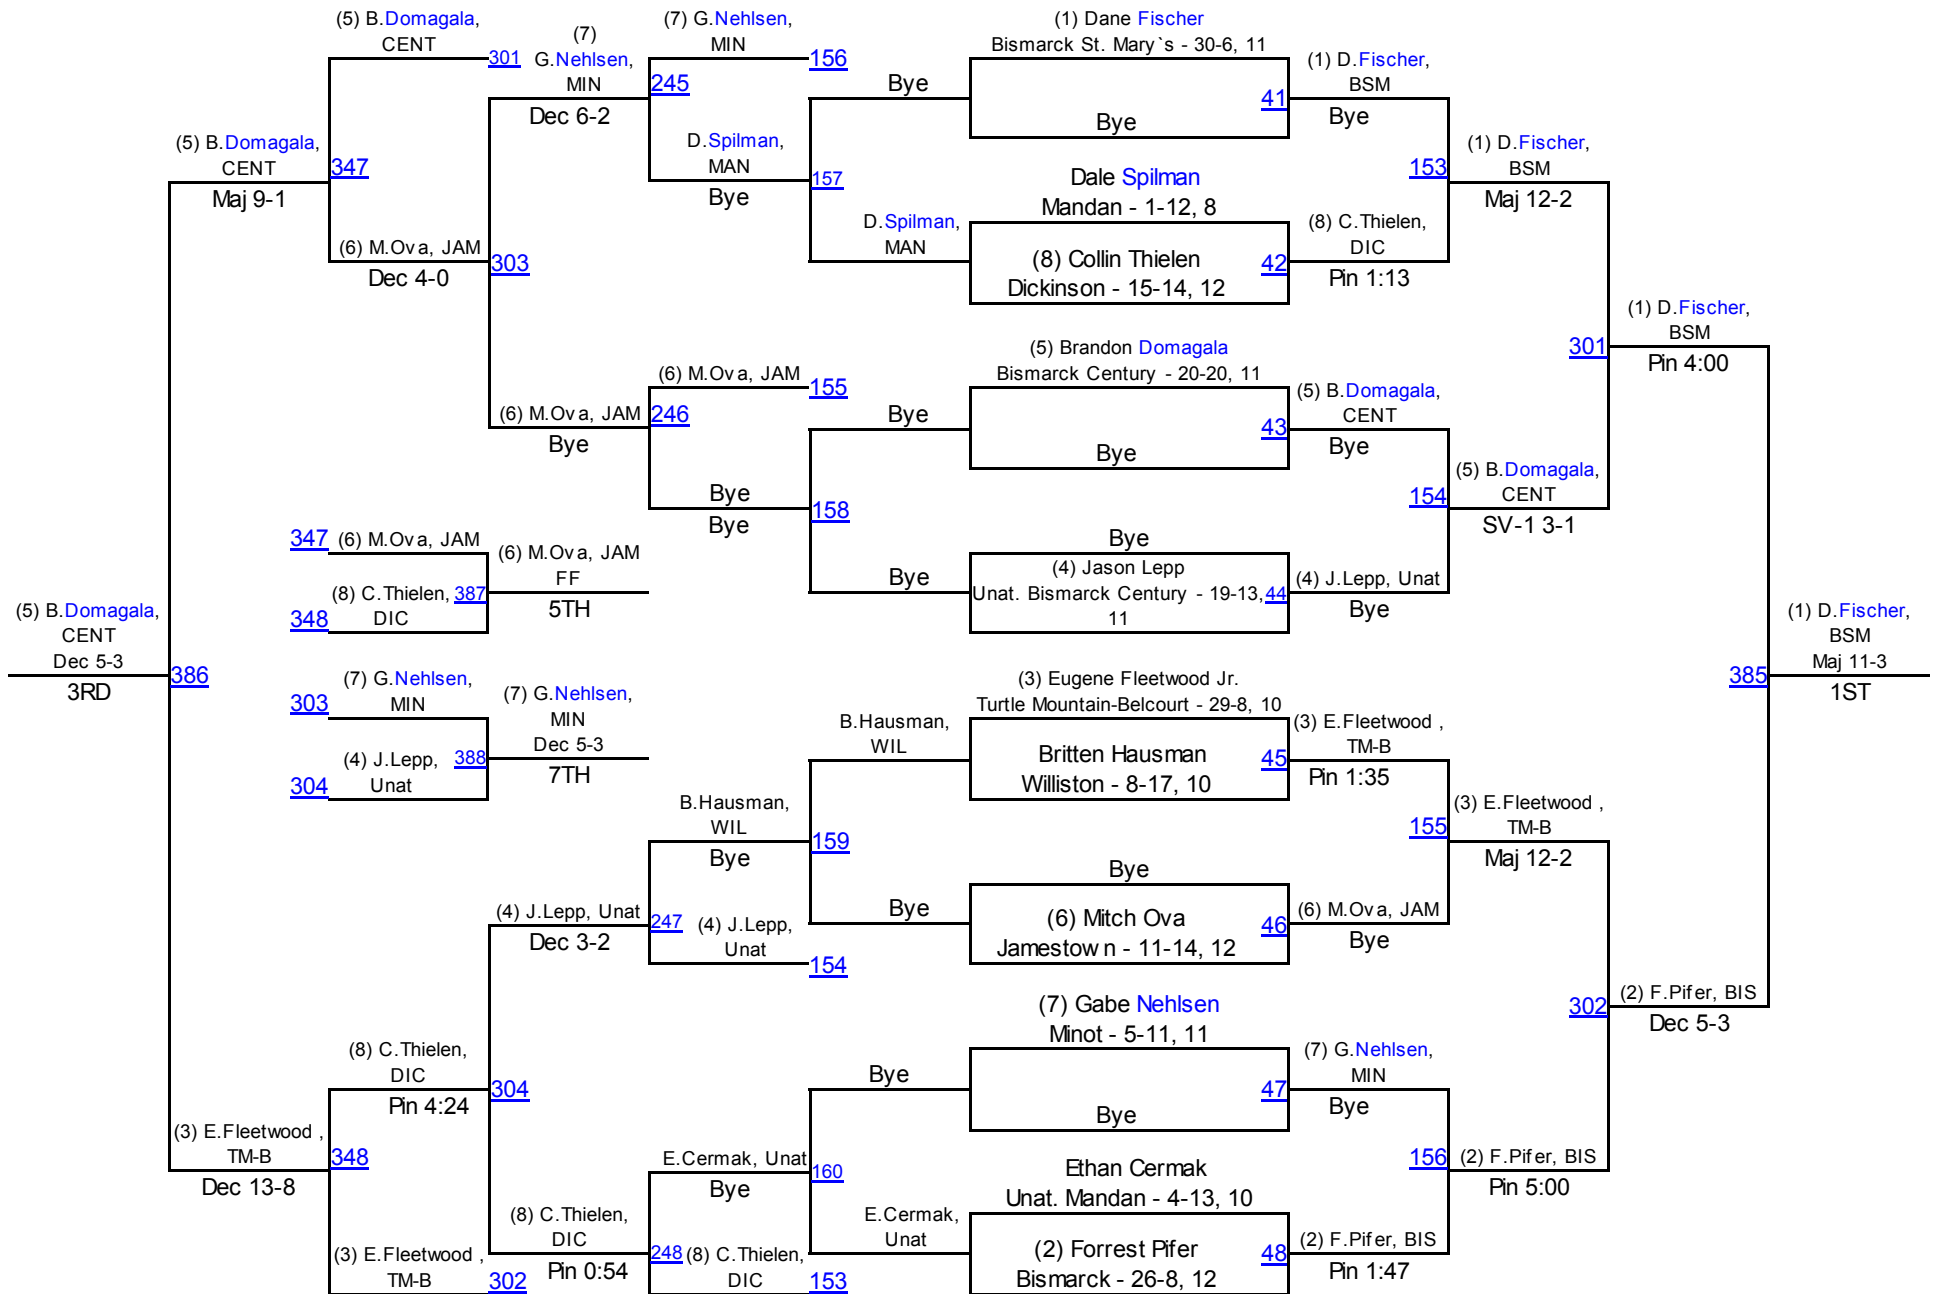 (5) B.Domagala,
CENT
301
(7)
G.Nehlsen,
MIN
Dec 6-2
(7) G.Nehlsen,
MIN
156
245
D.Spilman,
MAN
Bye
157
Bye
D.Spilman,
MAN
(1) Dane Fischer
Bismarck St. Mary`s - 30-6, 11
Bye
41
(1) D.Fischer,
BSM
Bye
Dale Spilman
Mandan - 1-12, 8
(8) Collin Thielen
Dickinson - 15-14, 12
42
(8) C.Thielen,
DIC
Pin 1:13
153
(1) D.Fischer,
BSM
Maj 12-2
(5) B.Domagala,
CENT
Maj 9-1
347
(6) M.Ova, JAM
Dec 4-0
303
(6) M.Ova, JAM
Bye
246
(6) M.Ova, JAM
155
Bye
Bye
158
Bye
Bye
(5) Brandon Domagala
Bismarck Century - 20-20, 11
Bye
43
(5) B.Domagala,
CENT
Bye
Bye
(4) Jason Lepp
Unat. Bismarck Century - 19-13,
11
44
(4) J.Lepp, Unat
Bye
154
(5) B.Domagala,
CENT
SV-1 3-1
301
(1) D.Fischer,
BSM
Pin 4:00
347
(6) M.Ova, JAM
(8) C.Thielen,
DIC
348
387
(6) M.Ova, JAM
FF
5TH
(5) B.Domagala,
CENT
Dec 5-3
3RD
386
303
(7) G.Nehlsen,
MIN
(4) J.Lepp,
Unat
304
388
(7) G.Nehlsen,
MIN
Dec 5-3
7TH
385
(1) D.Fischer,
BSM
Maj 11-3
1ST
B.Hausman,
WIL
(3) Eugene Fleetwood Jr.
Turtle Mountain-Belcourt - 29-8, 10
Britten Hausman
Williston - 8-17, 10
45
(3) E.Fleetwood ,
TM-B
Pin 1:35
B.Hausman,
WIL
Bye
159
Bye
Bye
(6) Mitch Ova
Jamestown - 11-14, 12
46
(6) M.Ova, JAM
Bye
155
(3) E.Fleetwood ,
TM-B
Maj 12-2
(4) J.Lepp, Unat
Dec 3-2
247
(4) J.Lepp,
Unat
154
302
(2) F.Pifer, BIS
Dec 5-3
(8) C.Thielen,
DIC
Pin 4:24
304
Bye
(7) Gabe Nehlsen
Minot - 5-11, 11
Bye
47
(7) G.Nehlsen,
MIN
Bye
(3) E.Fleetwood ,
TM-B
Dec 13-8
348
E.Cermak, Unat
Bye
160
E.Cermak,
Unat
Ethan Cermak
Unat. Mandan - 4-13, 10
(2) Forrest Pifer
Bismarck - 26-8, 12
48
(2) F.Pifer, BIS
Pin 1:47
156
(2) F.Pifer, BIS
Pin 5:00
(3) E.Fleetwood ,
TM-B
302
(8) C.Thielen,
DIC
Pin 0:54
248
(8) C.Thielen,
DIC
153